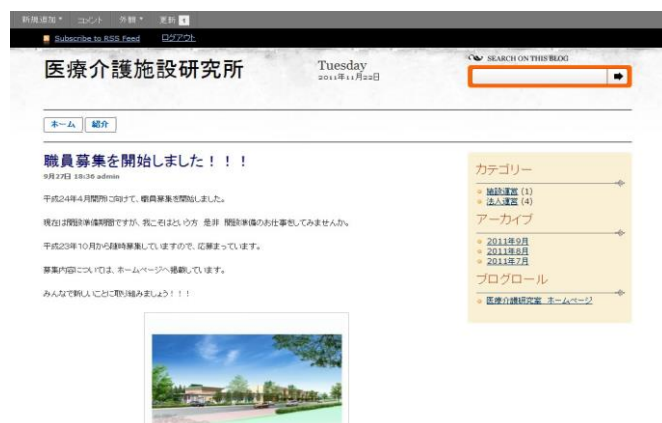 新規追加 コメント 外観 更新 1
Subscribe to RSS Feed ログアウト
医療介護施設研究所
Tuesday
2011年11月22日
SEARCH ON THIS BLOG
ホーム 紹介
職員募集を開始しました！！！
9月27日 18:36 admin
平成24年4月開所に向けて、職員募集を開始しました。
現在は開設準備期間ですが、我こそはという方 是非 開設準備のお仕事をしてみませんか。
平成23年10月から随時募集していますので、応募まっています。
募集内容については、ホームページへ掲載しています。
みんなで新しいことに取り組みましょう！！！
カテゴリー
施設運営 (1)
法人運営 (4)
アーカイブ
2011年9月
2011年8月
2011年7月
ブログロール
医療介護研究室 ホームページ